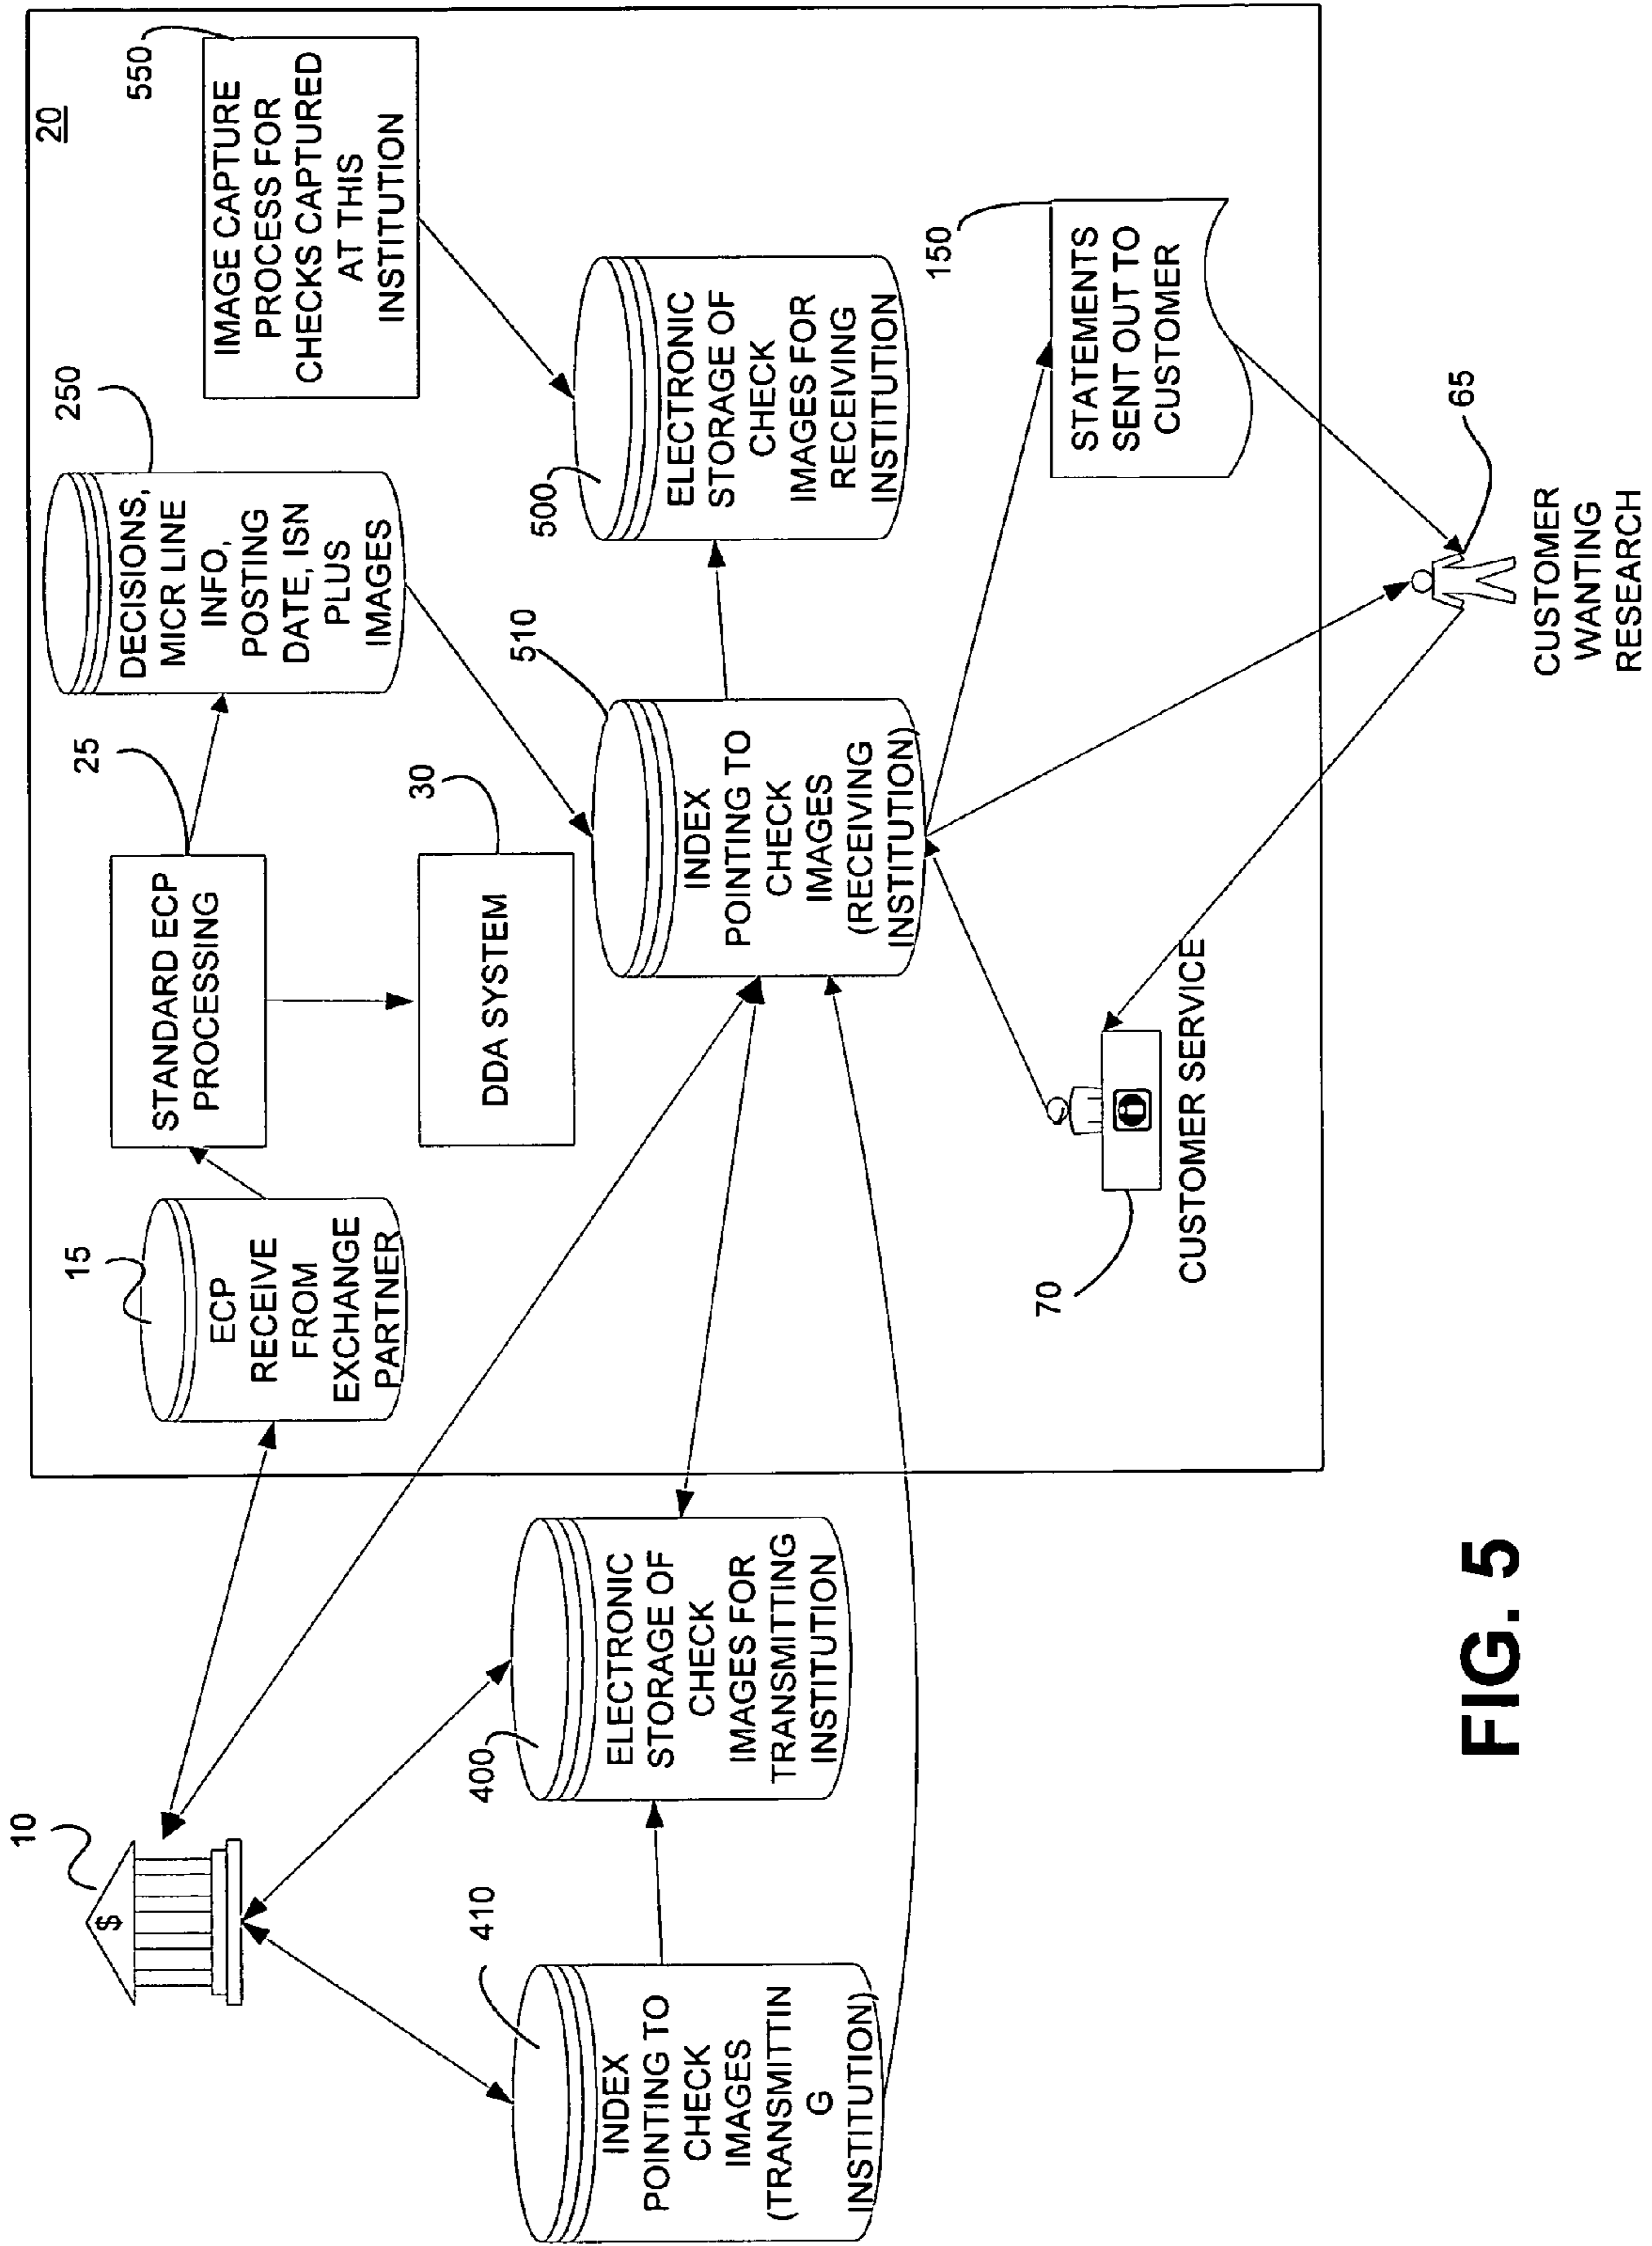 20
550
IMAGE CAPTURE
PROCESS FOR
CHECKS CAPTURED
AT THIS
INSTITUTION
250
DECISIONS,
MICR LINE
INFO,
POSTING
DATE, ISN
PLUS
IMAGES
25
STANDARD ECP
PROCESSING
30
DDA SYSTEM
15
ECP
RECEIVE
FROM
EXCHANGE
PARTNER
10
$
500
ELECTRONIC
STORAGE OF
CHECK
IMAGES FOR
RECEIVING
INSTITUTION
510
INDEX
POINTING TO
CHECK
IMAGES
(RECEIVING
INSTITUTION)
400
ELECTRONIC
STORAGE OF
CHECK
IMAGES FOR
TRANSMITTING
INSTITUTION
410
INDEX
POINTING TO
CHECK
IMAGES
(TRANSMITTIN
G
INSTITUTION)
150
STATEMENTS
SENT OUT TO
CUSTOMER
65
CUSTOMER
WANTING
RESEARCH
70
i
CUSTOMER SERVICE
FIG. 5